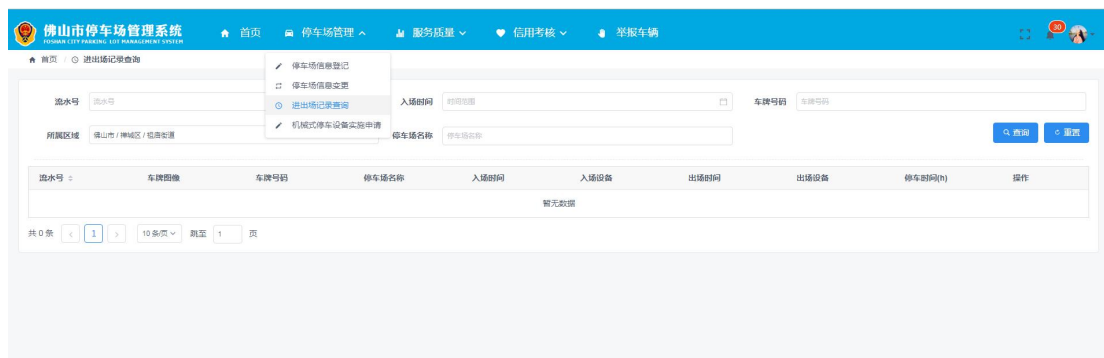 佛山市停车场管理系统 首页 停车场管理 服务质量 信用考核 举报车辆 30
FOSHAN CITY PARKING LOT MANAGEMENT SYSTEM
首页 / 进出场记录查询
停车场信息登记
停车场信息变更
进出场记录查询
机械式停车设备实施申请
流水号 流水号 入场时间 时间范围 车牌号码 车牌号码
所属区域 佛山市 / 禅城区 / 祖庙街道 停车场名称 停车场名称 查询 重置
流水号 车牌图像 车牌号码 停车场名称 入场时间 入场设备 出场时间 出场设备 停车时间(h) 操作
暂无数据
共 0 条 < 1 > 10 条/页 跳至 1 页